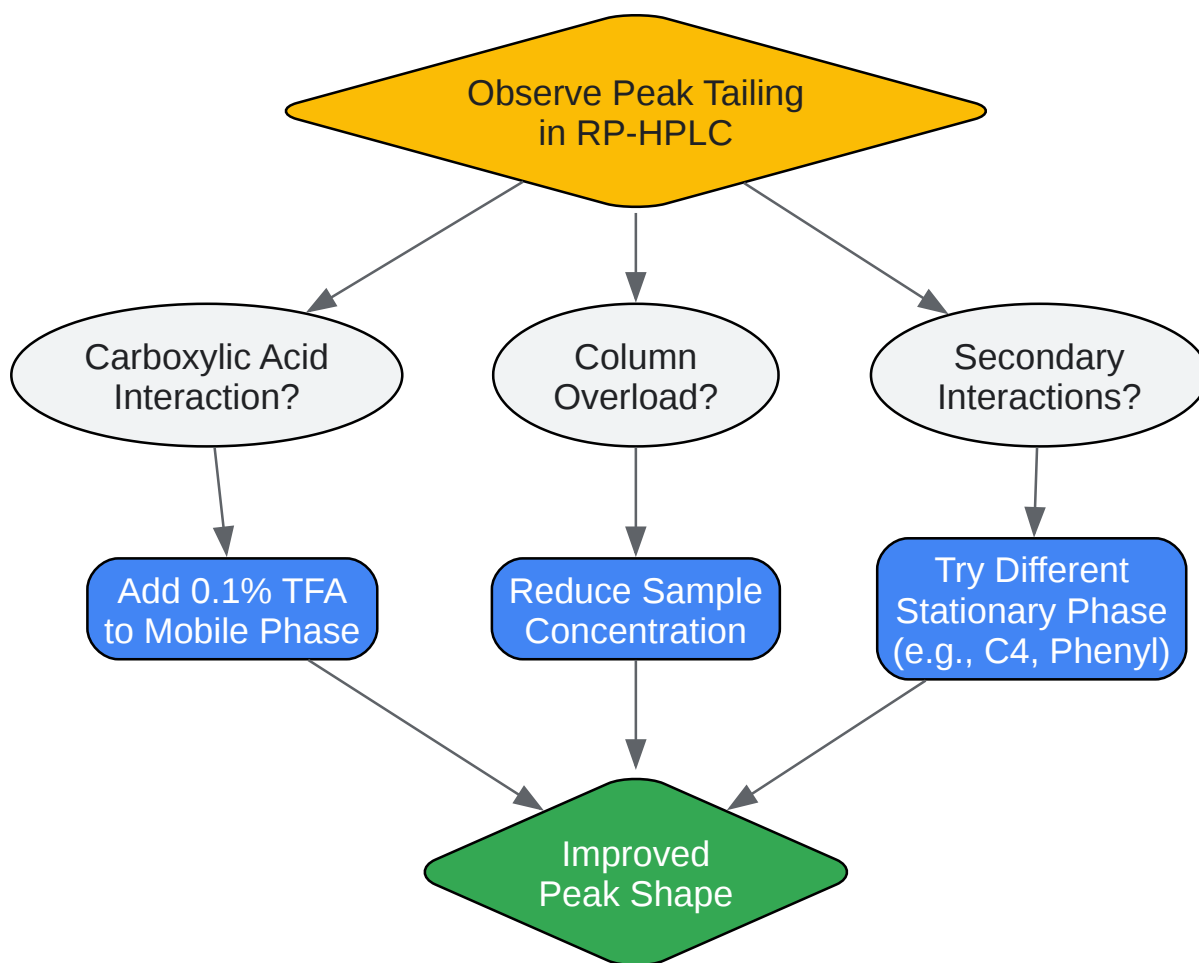 Observe Peak Tailing
in RP-HPLC
Carboxylic Acid
Interaction?
Column
Overload?
Secondary
Interactions?
Add 0.1% TFA
to Mobile Phase
Reduce Sample
Concentration
Try Different
Stationary Phase
(e.g., C4, Phenyl)
Improved
Peak Shape